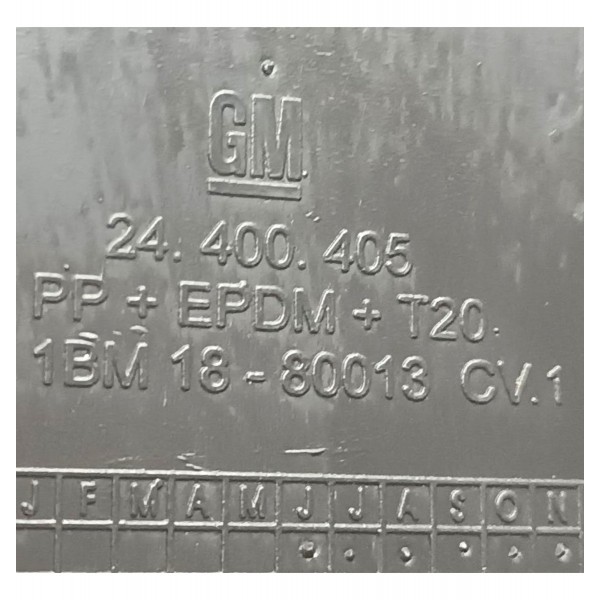 GM
24.400.405
PP + EPDM + T20
1BM 18 - 80013 CV.1
J F M A M J J A S O N